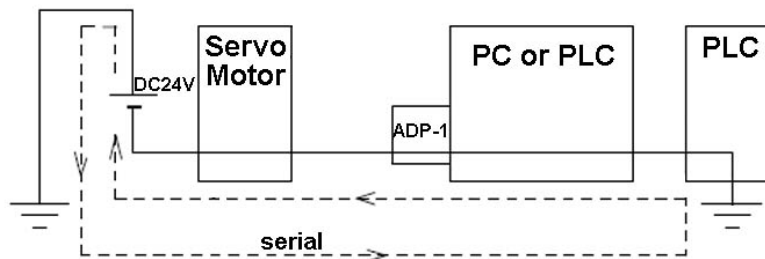 Servo
Motor
PC or PLC
PLC
DC24V
ADP-1
serial